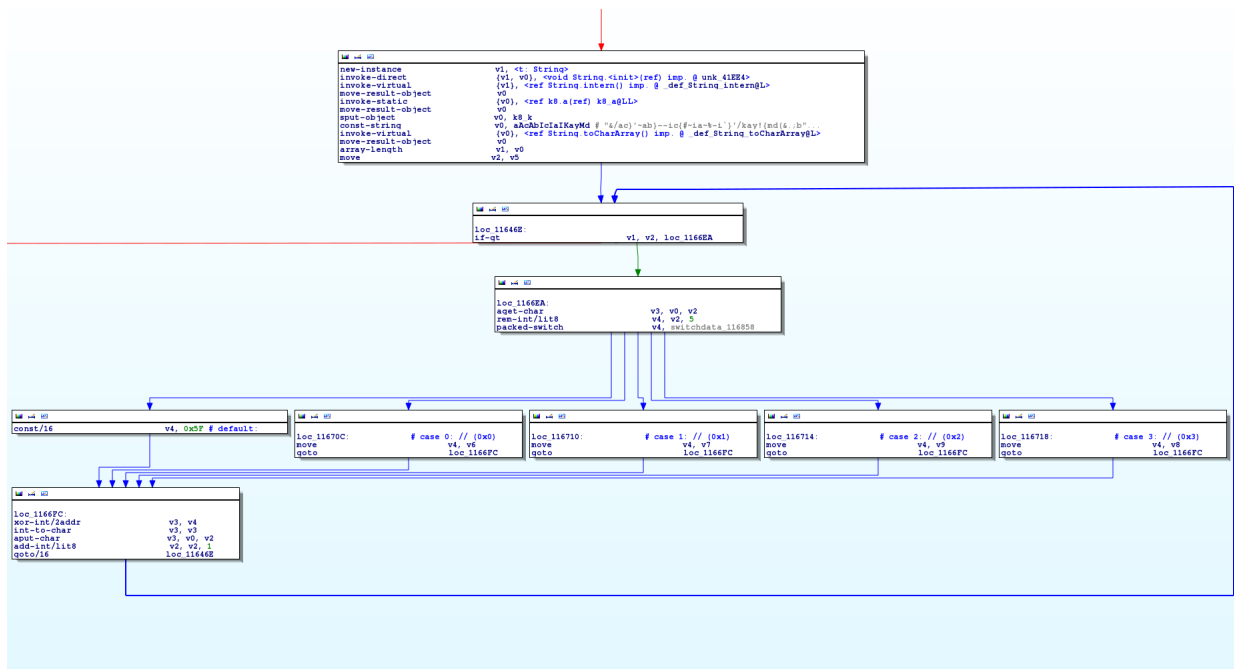 new-instance v1, <t: String>
invoke-direct {v1, v0}, <void String.<init>(ref) imp. @ unk_41EE4>
invoke-virtual {v1}, <ref String.intern() imp. @ _def_String_intern@L>
move-result-object v0
invoke-static {v0}, <ref k8.a(ref) k8_a@LL>
move-result-object v0
sput-object v0, k8_k
const-string v0, aAcAbIcIaIKayMd # "&/ac}'~ab}--ic{#-ia~%-i`}'/kay!{md(&.;b"...
invoke-virtual {v0}, <ref String.toCharArray() imp. @ _def_String_toCharArray@L>
move-result-object v0
array-length v1, v0
move v2, v5
loc_11646E:
if-gt v1, v2, loc_1166EA
loc_1166EA:
aget-char v3, v0, v2
rem-int/lit8 v4, v2, 5
packed-switch v4, switchdata_116858
const/16 v4, 0x5F # default:
loc_11670C: # case 0: // (0x0)
move v4, v6
goto loc_1166FC
loc_116710: # case 1: // (0x1)
move v4, v7
goto loc_1166FC
loc_116714: # case 2: // (0x2)
move v4, v9
goto loc_1166FC
loc_116718: # case 3: // (0x3)
move v4, v8
goto loc_1166FC
loc_1166FC:
xor-int/2addr v3, v4
int-to-char v3, v3
aput-char v3, v0, v2
add-int/lit8 v2, v2, 1
goto/16 loc_11646E